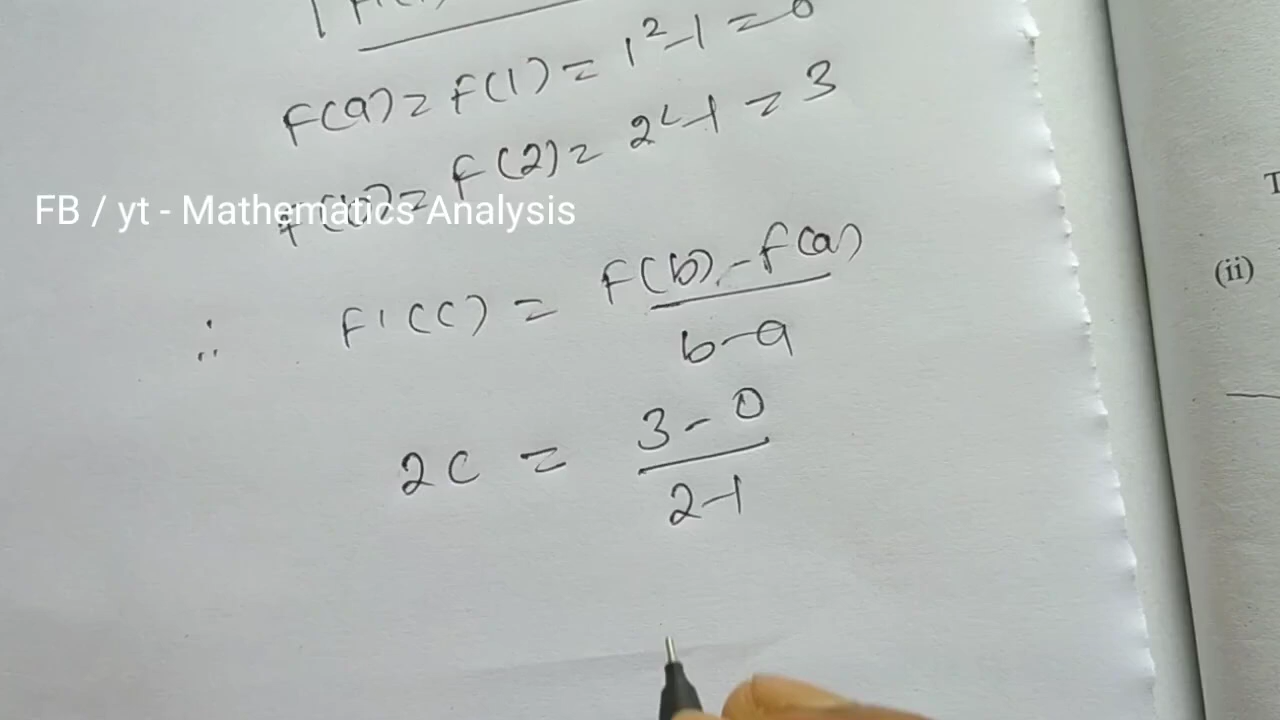 f(a) = f(1) = 1²-1 = 0
f(b) = f(2) = 2²-1 = 3
FB / yt - Mathematics Analysis
∴ f'(c) = f(b) - f(a)
b-a
2c = 3 - 0
2-1
(ii)